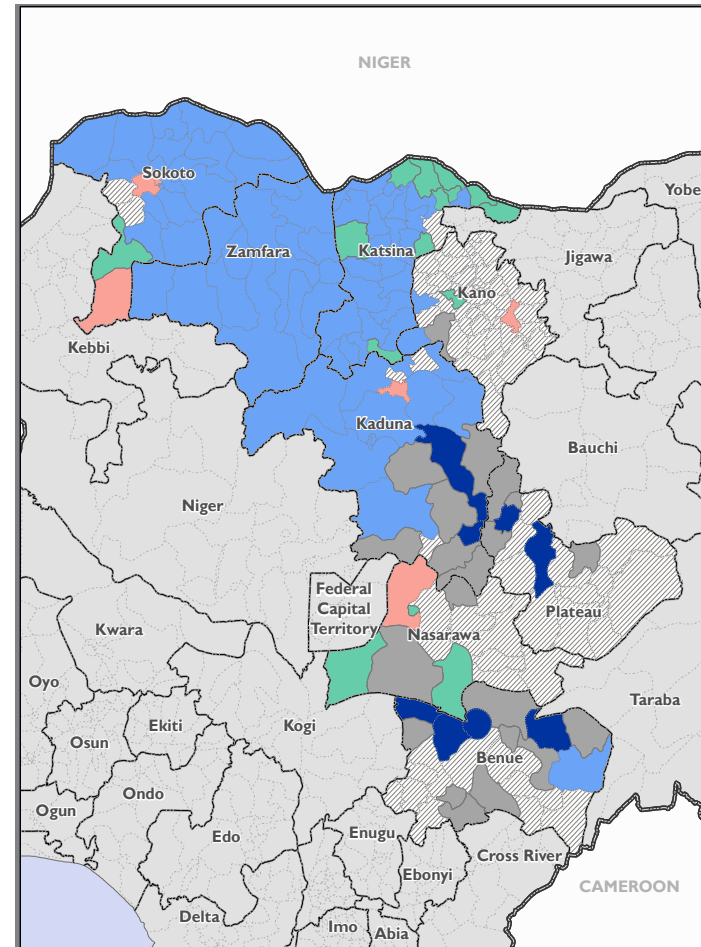 NIGER
Sokoto
Yobe
Zamfara
Katsina
Jigawa
Kano
Kebbi
Kaduna
Bauchi
Niger
Federal
Capital
Territory
Plateau
Kwara
Nasarawa
Oyo
Taraba
Ekiti
Kogi
Osun
Benue
Ondo
Ogun
Edo
Enugu
Cross River
Ebonyi
CAMEROON
Delta
Imo
Abia